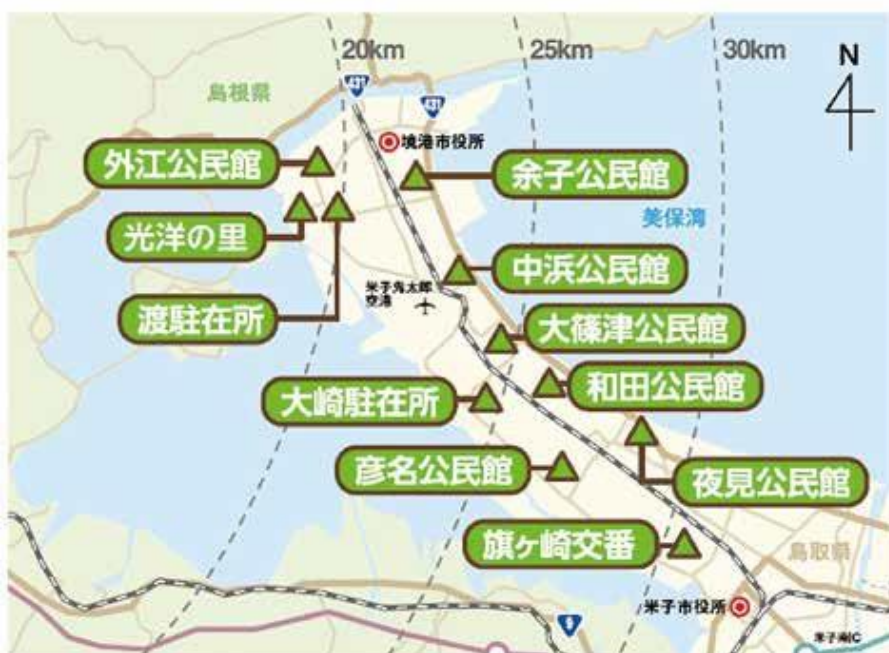 20km
25km
30km
N
431
島根県
431
境港市役所
外江公民館
余子公民館
光洋の里
美保湾
中浜公民館
米子鬼太郎
空港
渡駐在所
大篠津公民館
和田公民館
大崎駐在所
彦名公民館
夜見公民館
旗ヶ崎交番
鳥取県
米子市役所
9
米子南IC